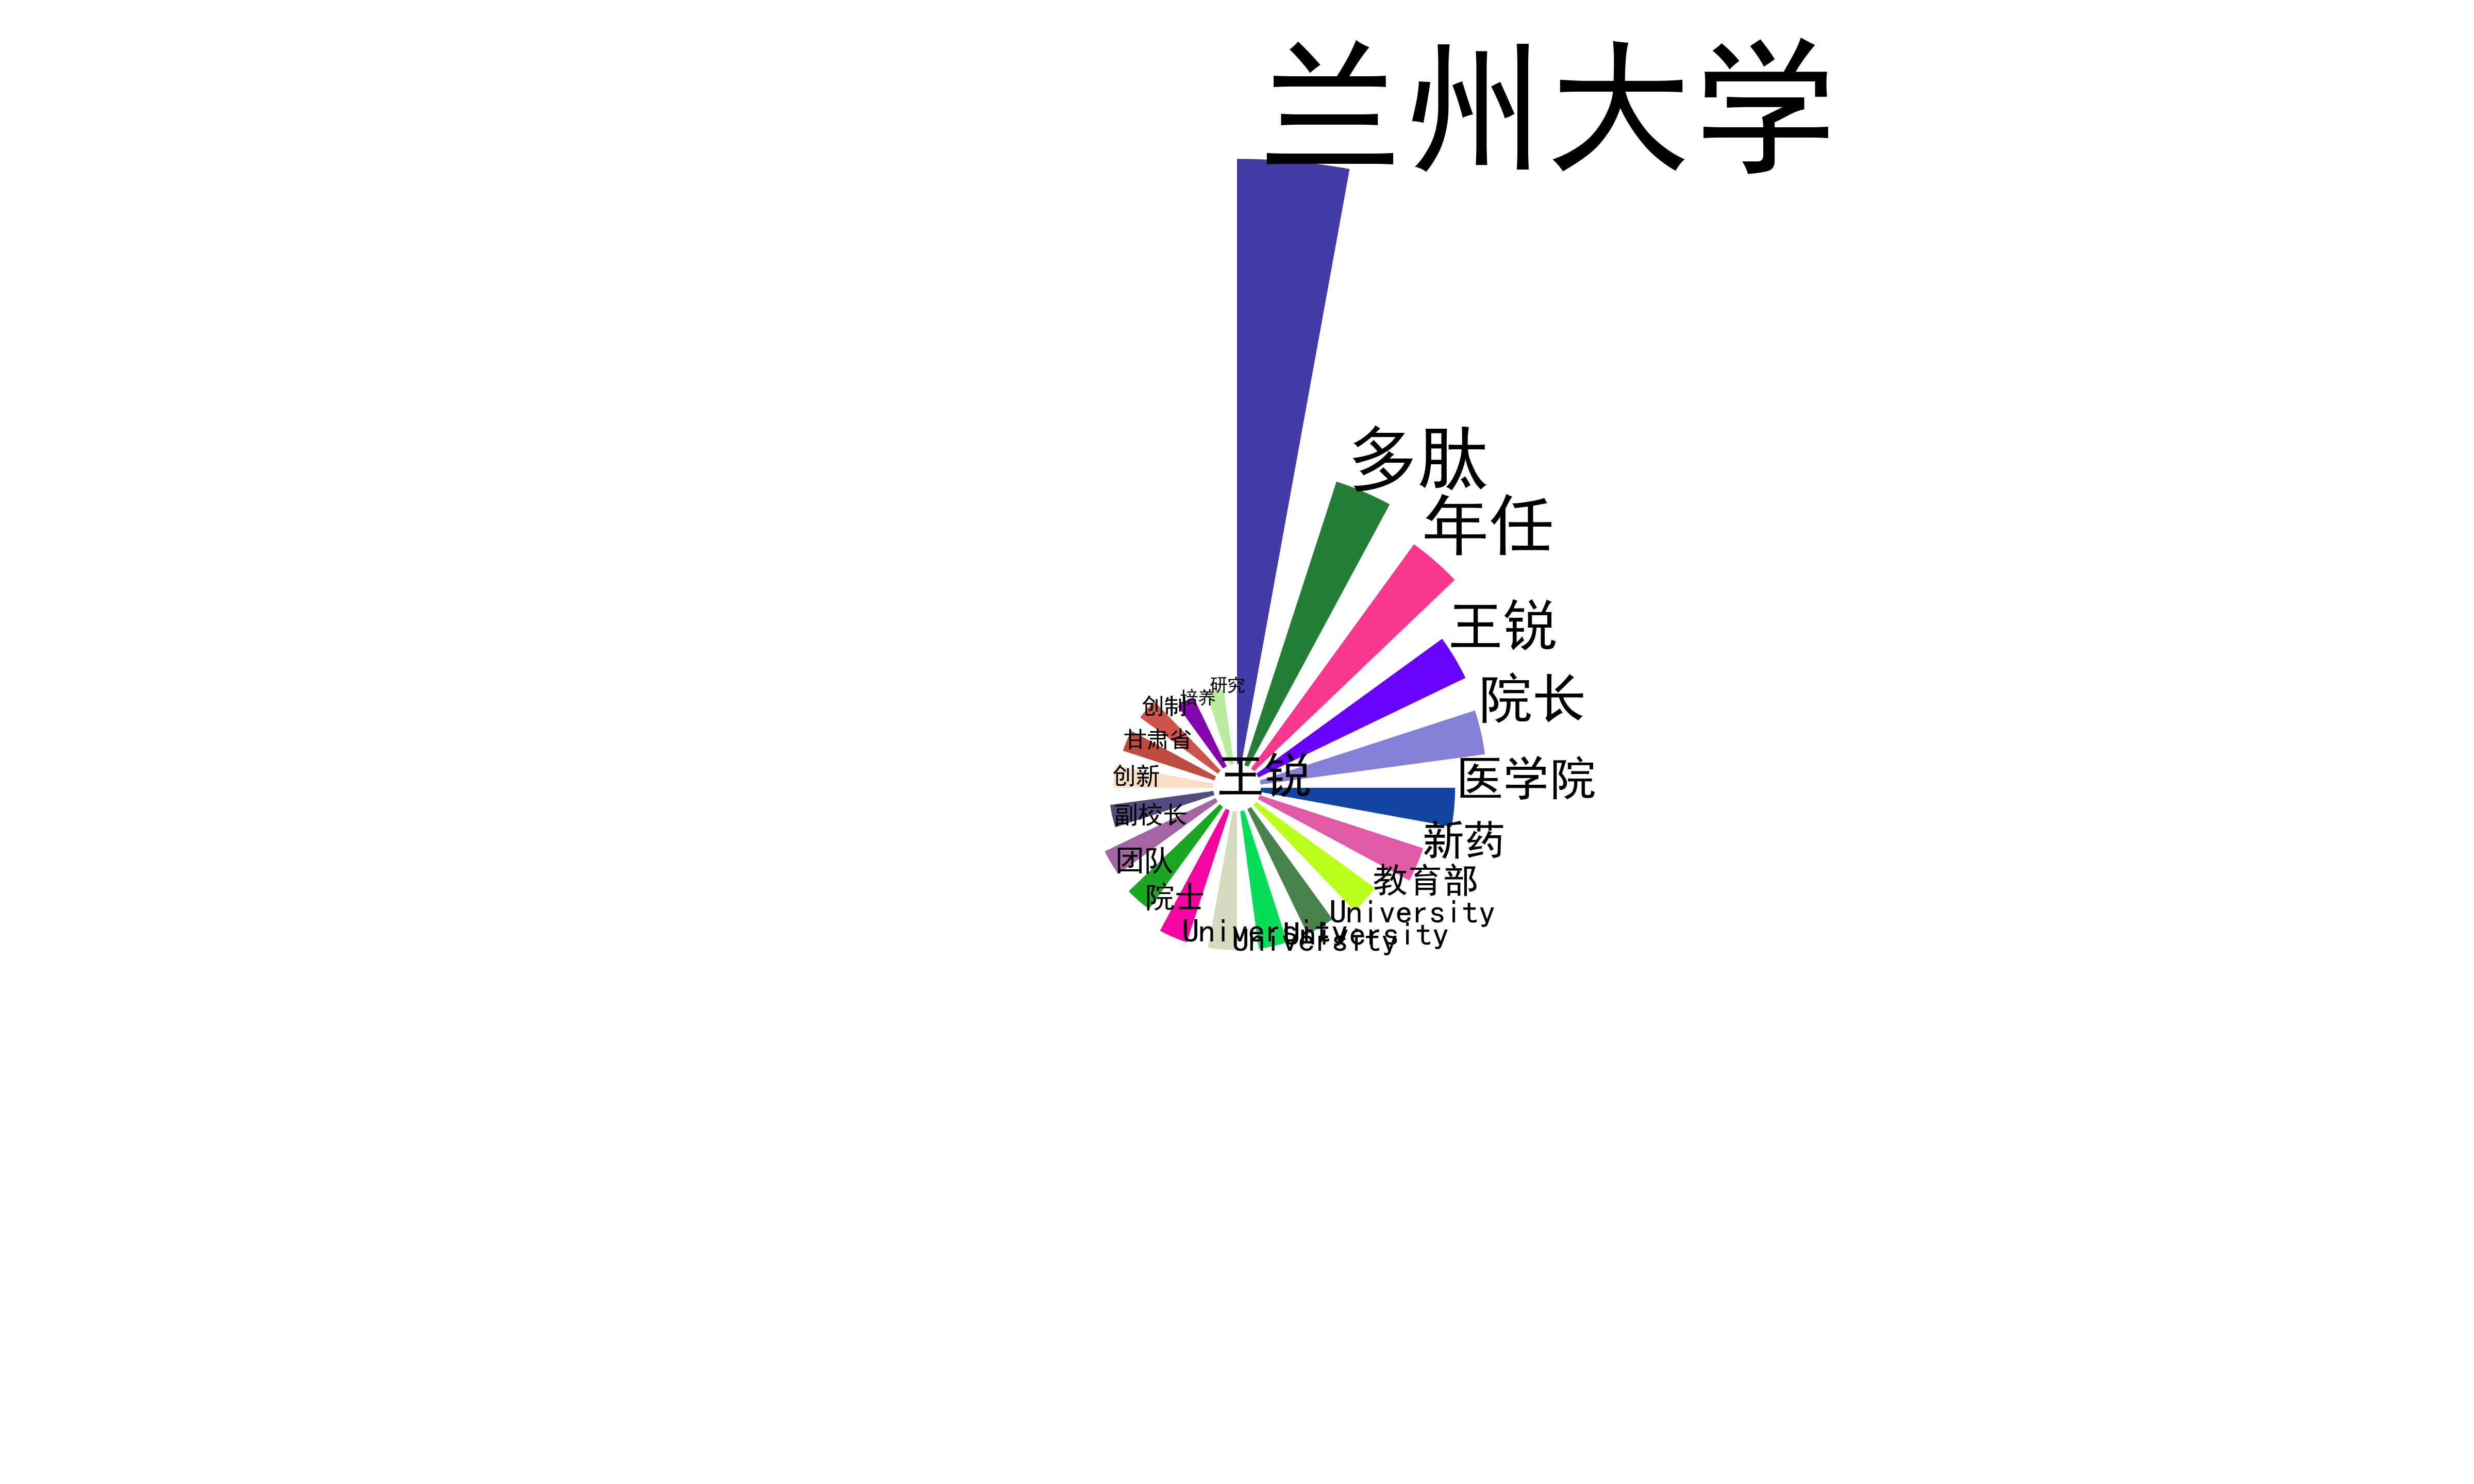 兰州大学
多肽
年任
王锐
院长
医学院
新药
教育部
University
University
University
University
院士
团队
副校长
创新
甘肃省
创制
培养
研究
王锐